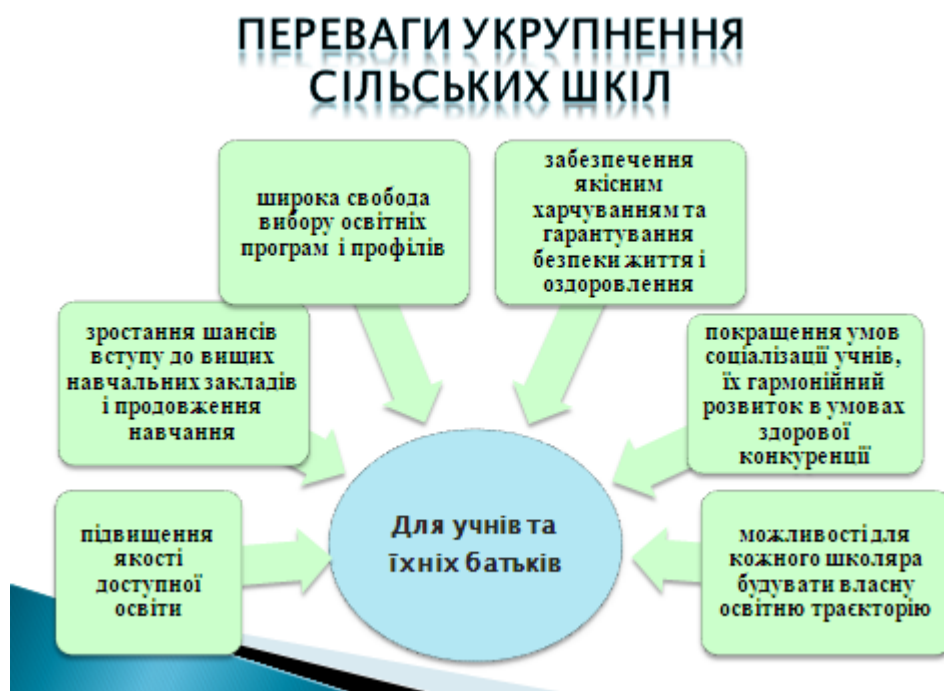 ПЕРЕВАГИ УКРУПНЕННЯ
СІЛЬСЬКИХ ШКІЛ
широка свобода
вибору освітніх
програм і профілів
забезпечення
якісним
харчуванням та
гарантування
безпеки життя і
оздоровлення
зростання шансів
вступу до вищих
навчальних закладів
і продовження
навчання
покращення умов
соціалізації учнів,
їх гармонійний
розвиток в умовах
здорової
конкуренції
підвищення
якості
доступної
освіти
Для учнів та
їхніх батьків
можливості для
кожного школяра
будувати власну
освітню траєкторію